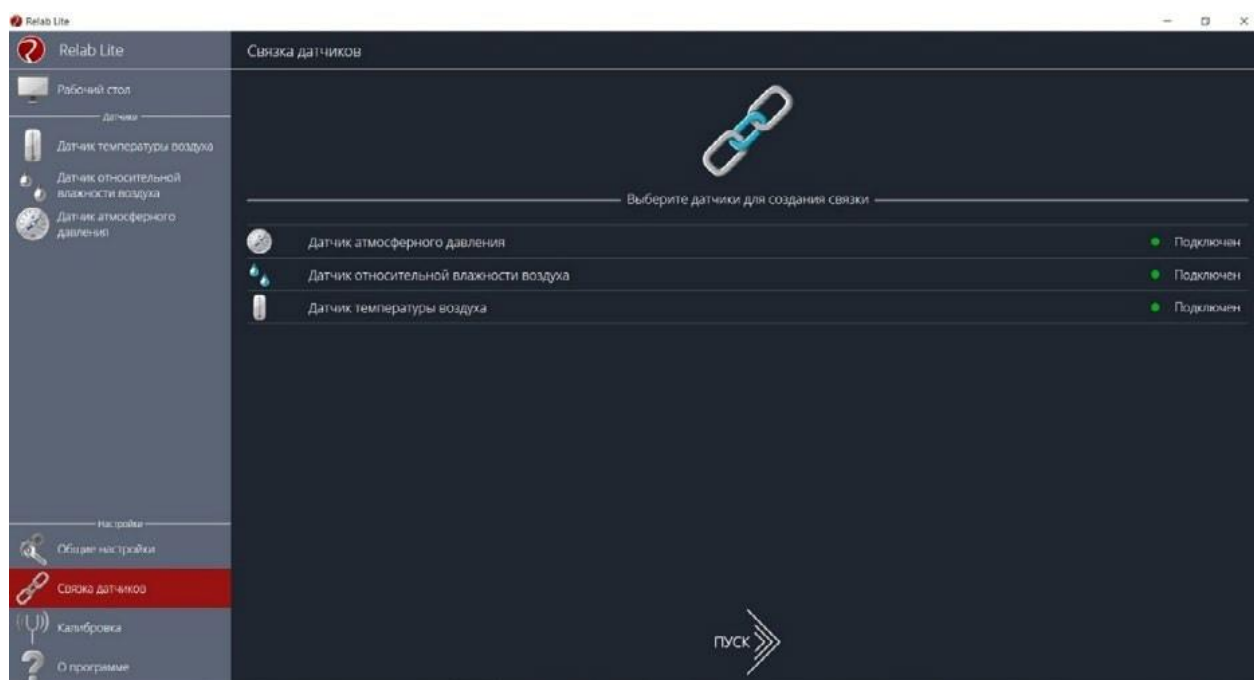 Relab Lite
Relab Lite
Рабочий стол
Датчики
Датчик температуры воздуха
Датчик относительной
влажности воздуха
Датчик атмосферного
давления
Настройки
Общие настройки
Связка датчиков
Калибровка
О программе
Связка датчиков
Выберите датчики для создания связки
Датчик атмосферного давления
Подключен
Датчик относительной влажности воздуха
Подключен
Датчик температуры воздуха
Подключен
ПУСК